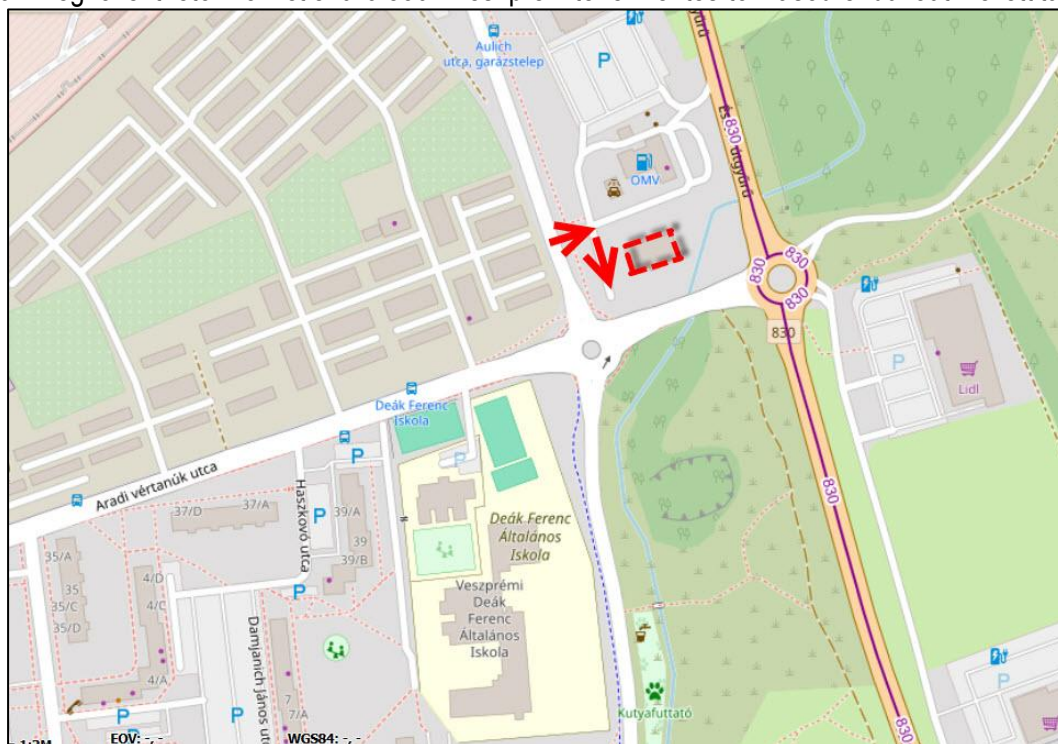 Aulich
utca, garázstelep
P
830
OMV
830
830
830
830
830
P
Lidl
Deák Ferenc
Iskola
P
P
Aradi vértanúk utca
37/D
37/A
Haszkovó utca
P
39/A
39
39/B
P
Deák Ferenc
Általános
Iskola
Veszprémi
Deák
Ferenc
Általános
Iskola
35/A
35
35/C
35/D
4/D
4/C
4/A
Damjanich János
7
7/A
P
P
P
830
P
Kutyafuttató
830
EOV: - , -
WGS84: - , -